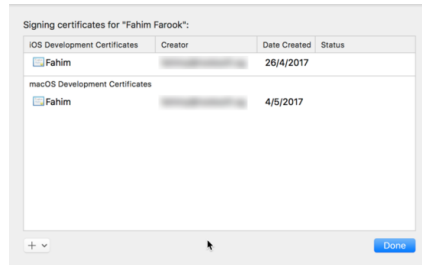 Signing certificates for "Fahim Farook":
iOS Development Certificates Creator Date Created Status
Fahim 26/4/2017
macOS Development Certificates
Fahim 4/5/2017
Done